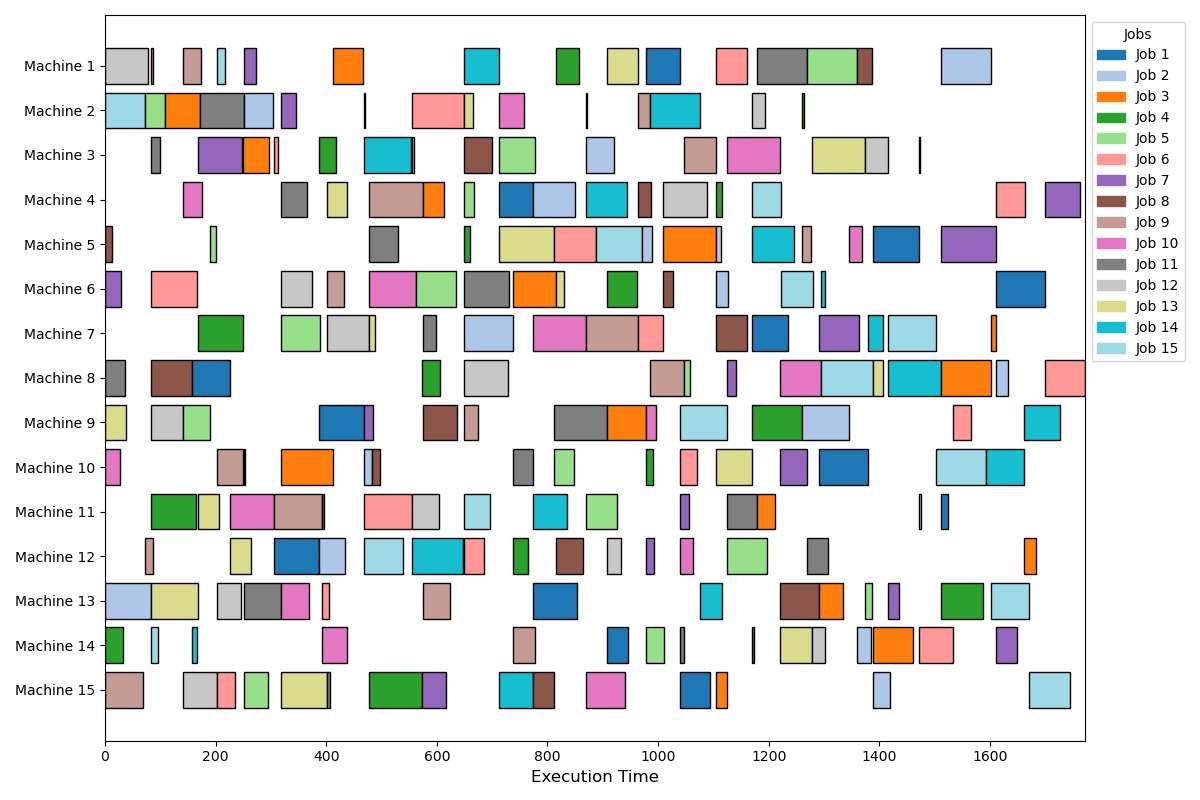 Machine 1
Machine 2
Machine 3
Machine 4
Machine 5
Machine 6
Machine 7
Machine 8
Machine 9
Machine 10
Machine 11
Machine 12
Machine 13
Machine 14
Machine 15
0 200 400 600 800 1000 1200 1400 1600
Execution Time
Jobs
Job 1
Job 2
Job 3
Job 4
Job 5
Job 6
Job 7
Job 8
Job 9
Job 10
Job 11
Job 12
Job 13
Job 14
Job 15